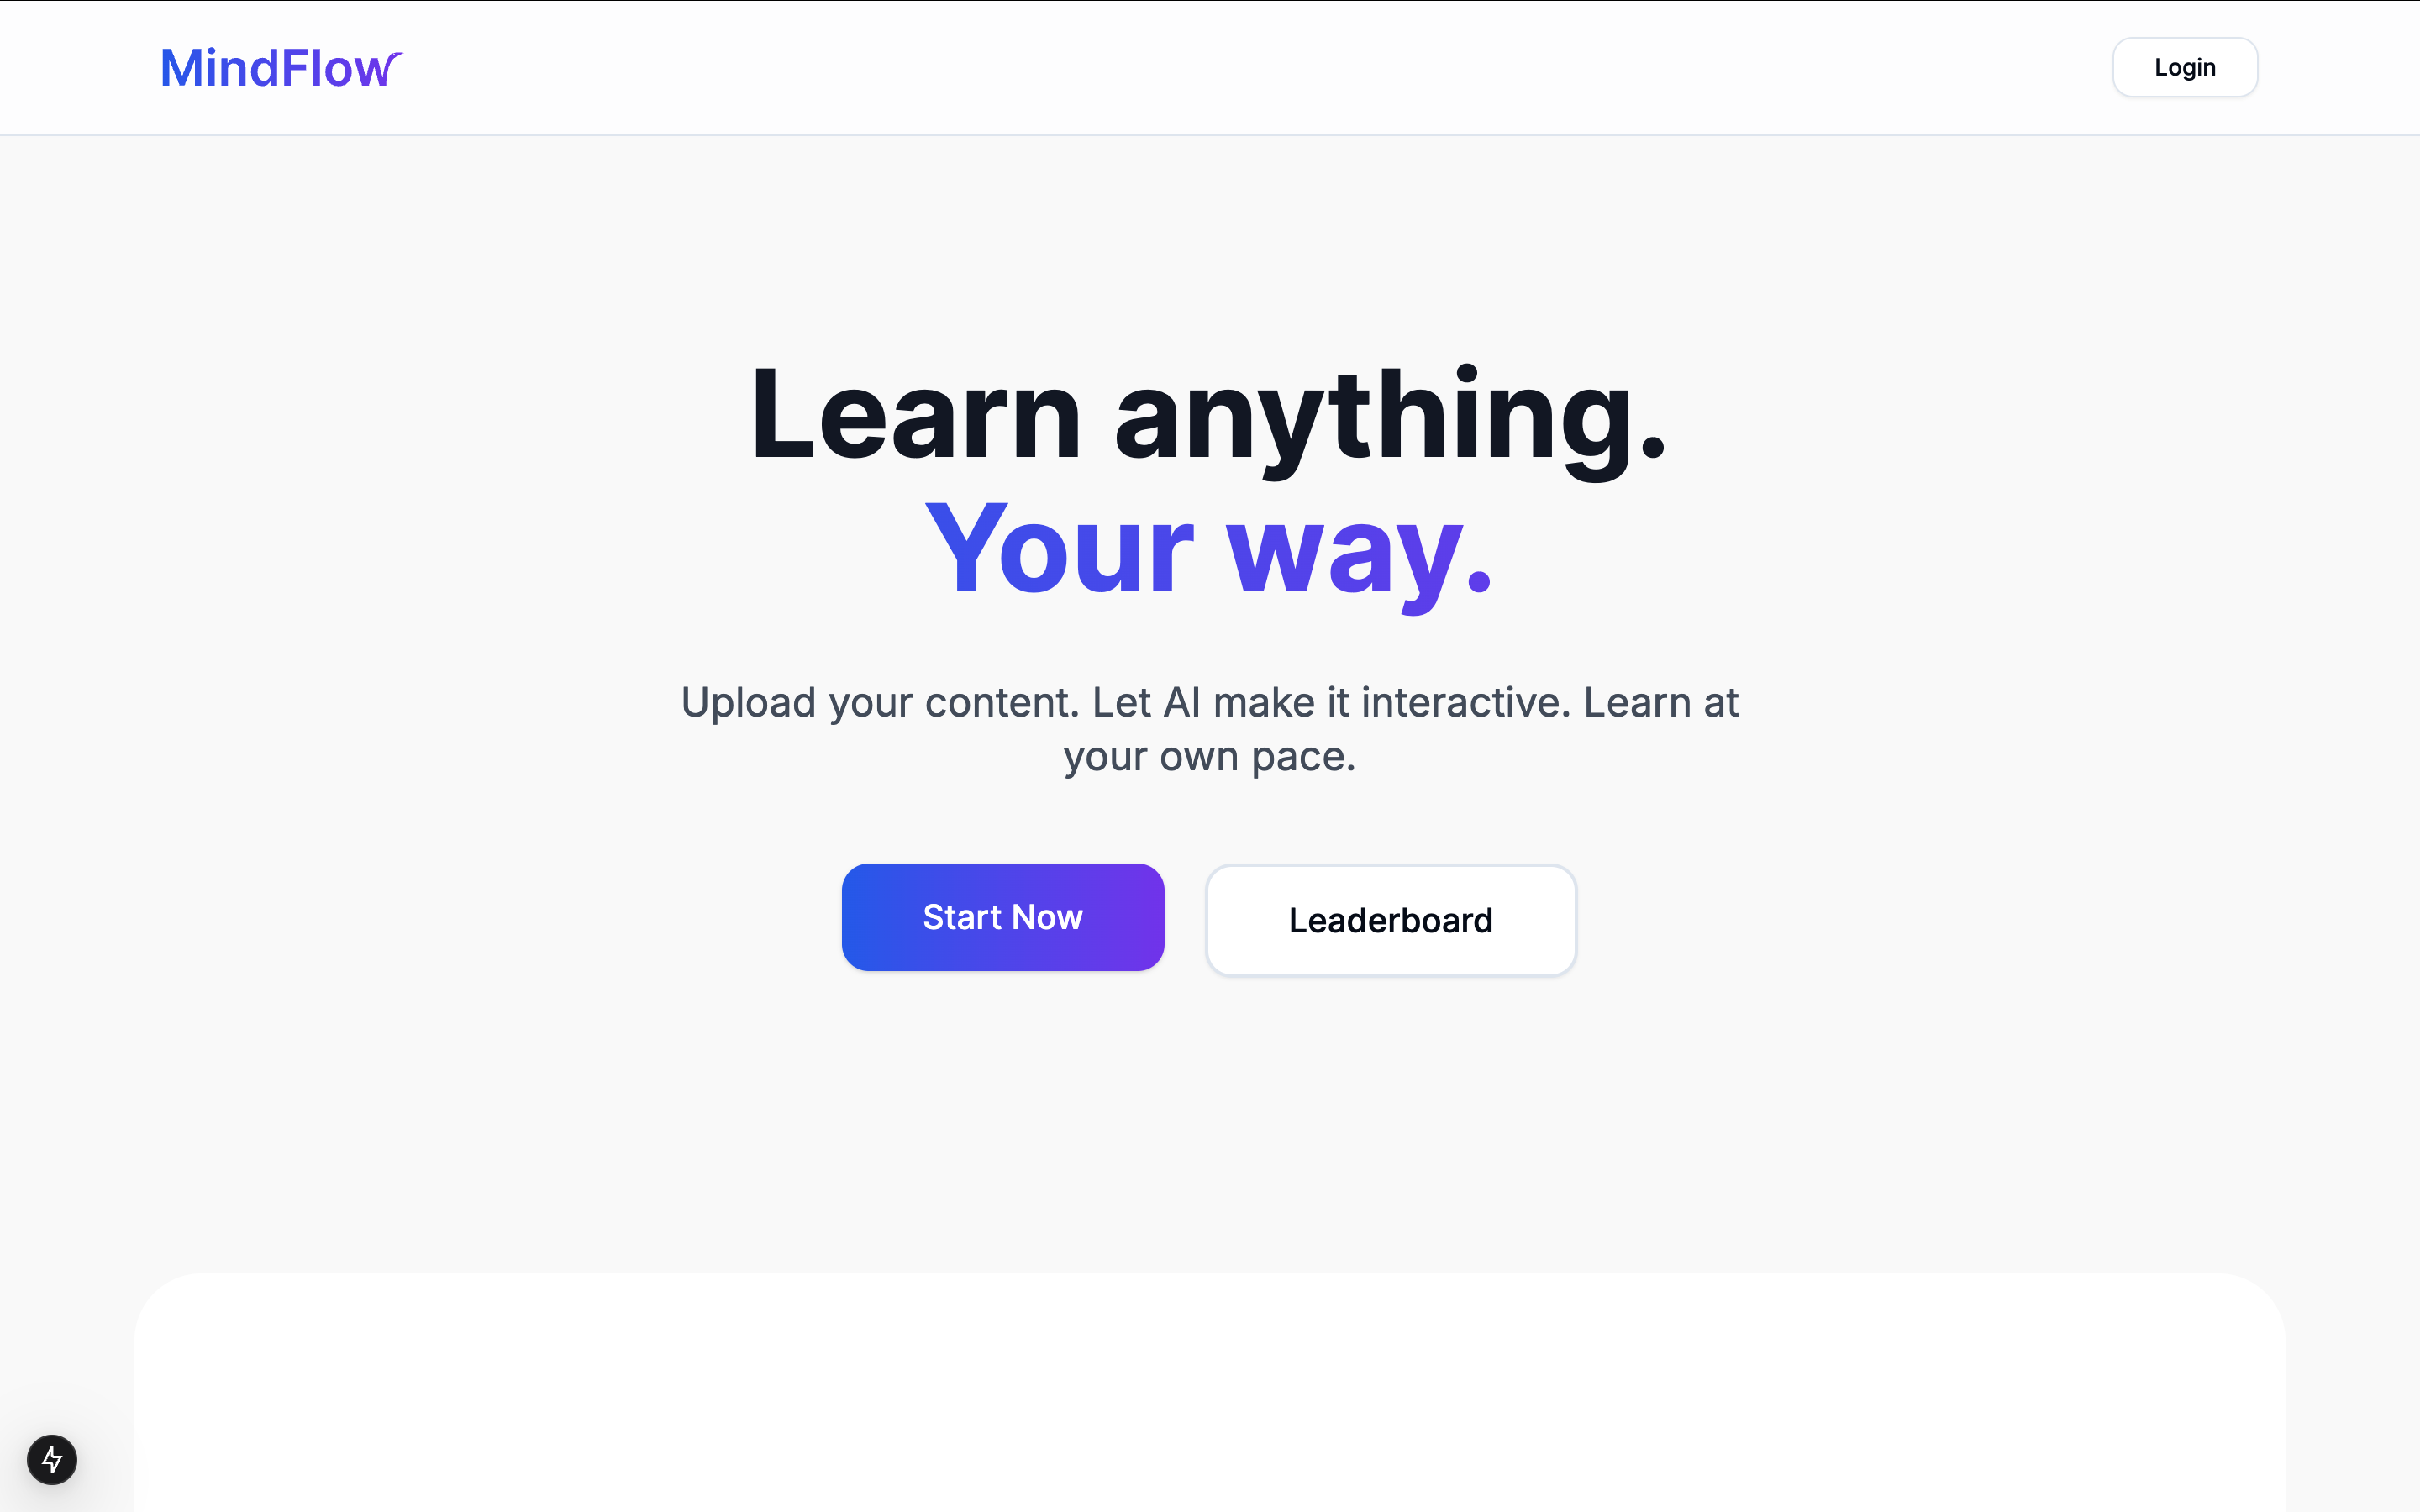 MindFlow
Login
Learn anything.
Your way.
Upload your content. Let AI make it interactive. Learn at
your own pace.
Start Now
Leaderboard